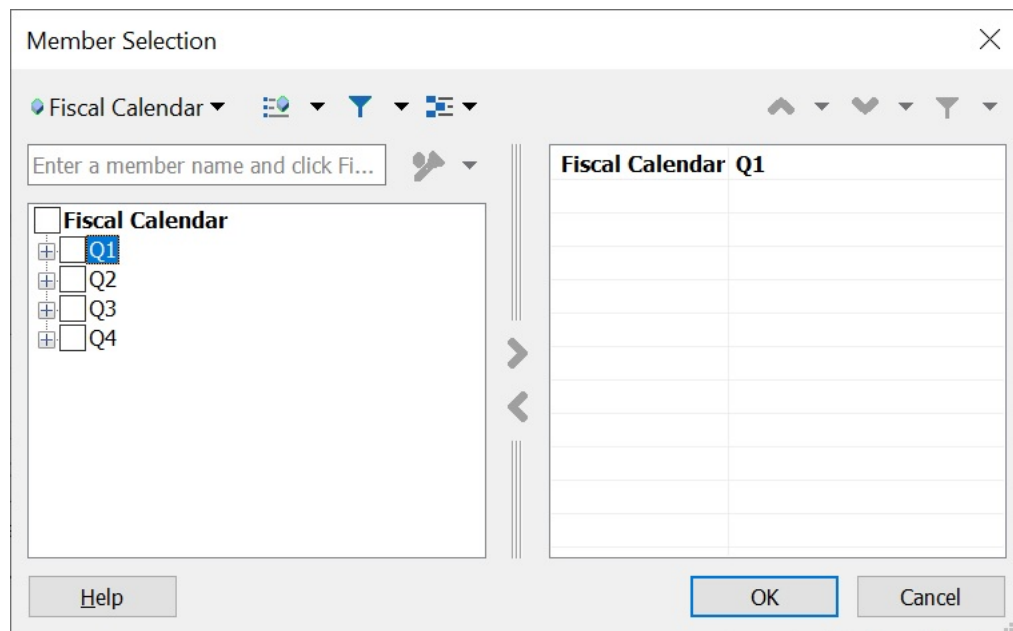 Member Selection
Fiscal Calendar
Enter a member name and click Fi...
Fiscal Calendar Q1
Fiscal Calendar
Q1
Q2
Q3
Q4
Help
OK
Cancel